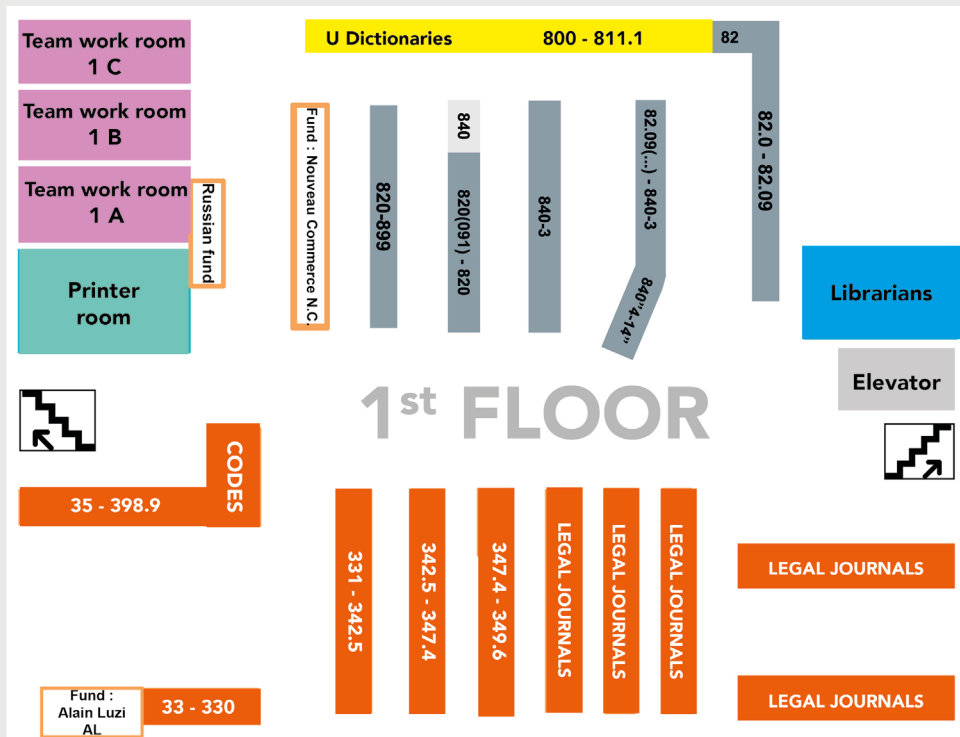 Team work room
1 C
Team work room
1 B
Team work room
1 A
Russian fund
Printer
room
U Dictionaries 800 - 811.1
82
82.0 - 82.09
Fund : Nouveau Commerce N.C.
820-899
840
820(091) - 820
840-3
82.09(...) - 840-3
840"4-14"
Librarians
Elevator
1st FLOOR
CODES
35 - 398.9
331 - 342.5
342.5 - 347.4
347.4 - 349.6
LEGAL JOURNALS
LEGAL JOURNALS
LEGAL JOURNALS
LEGAL JOURNALS
LEGAL JOURNALS
Fund :
Alain Luzi
AL
33 - 330